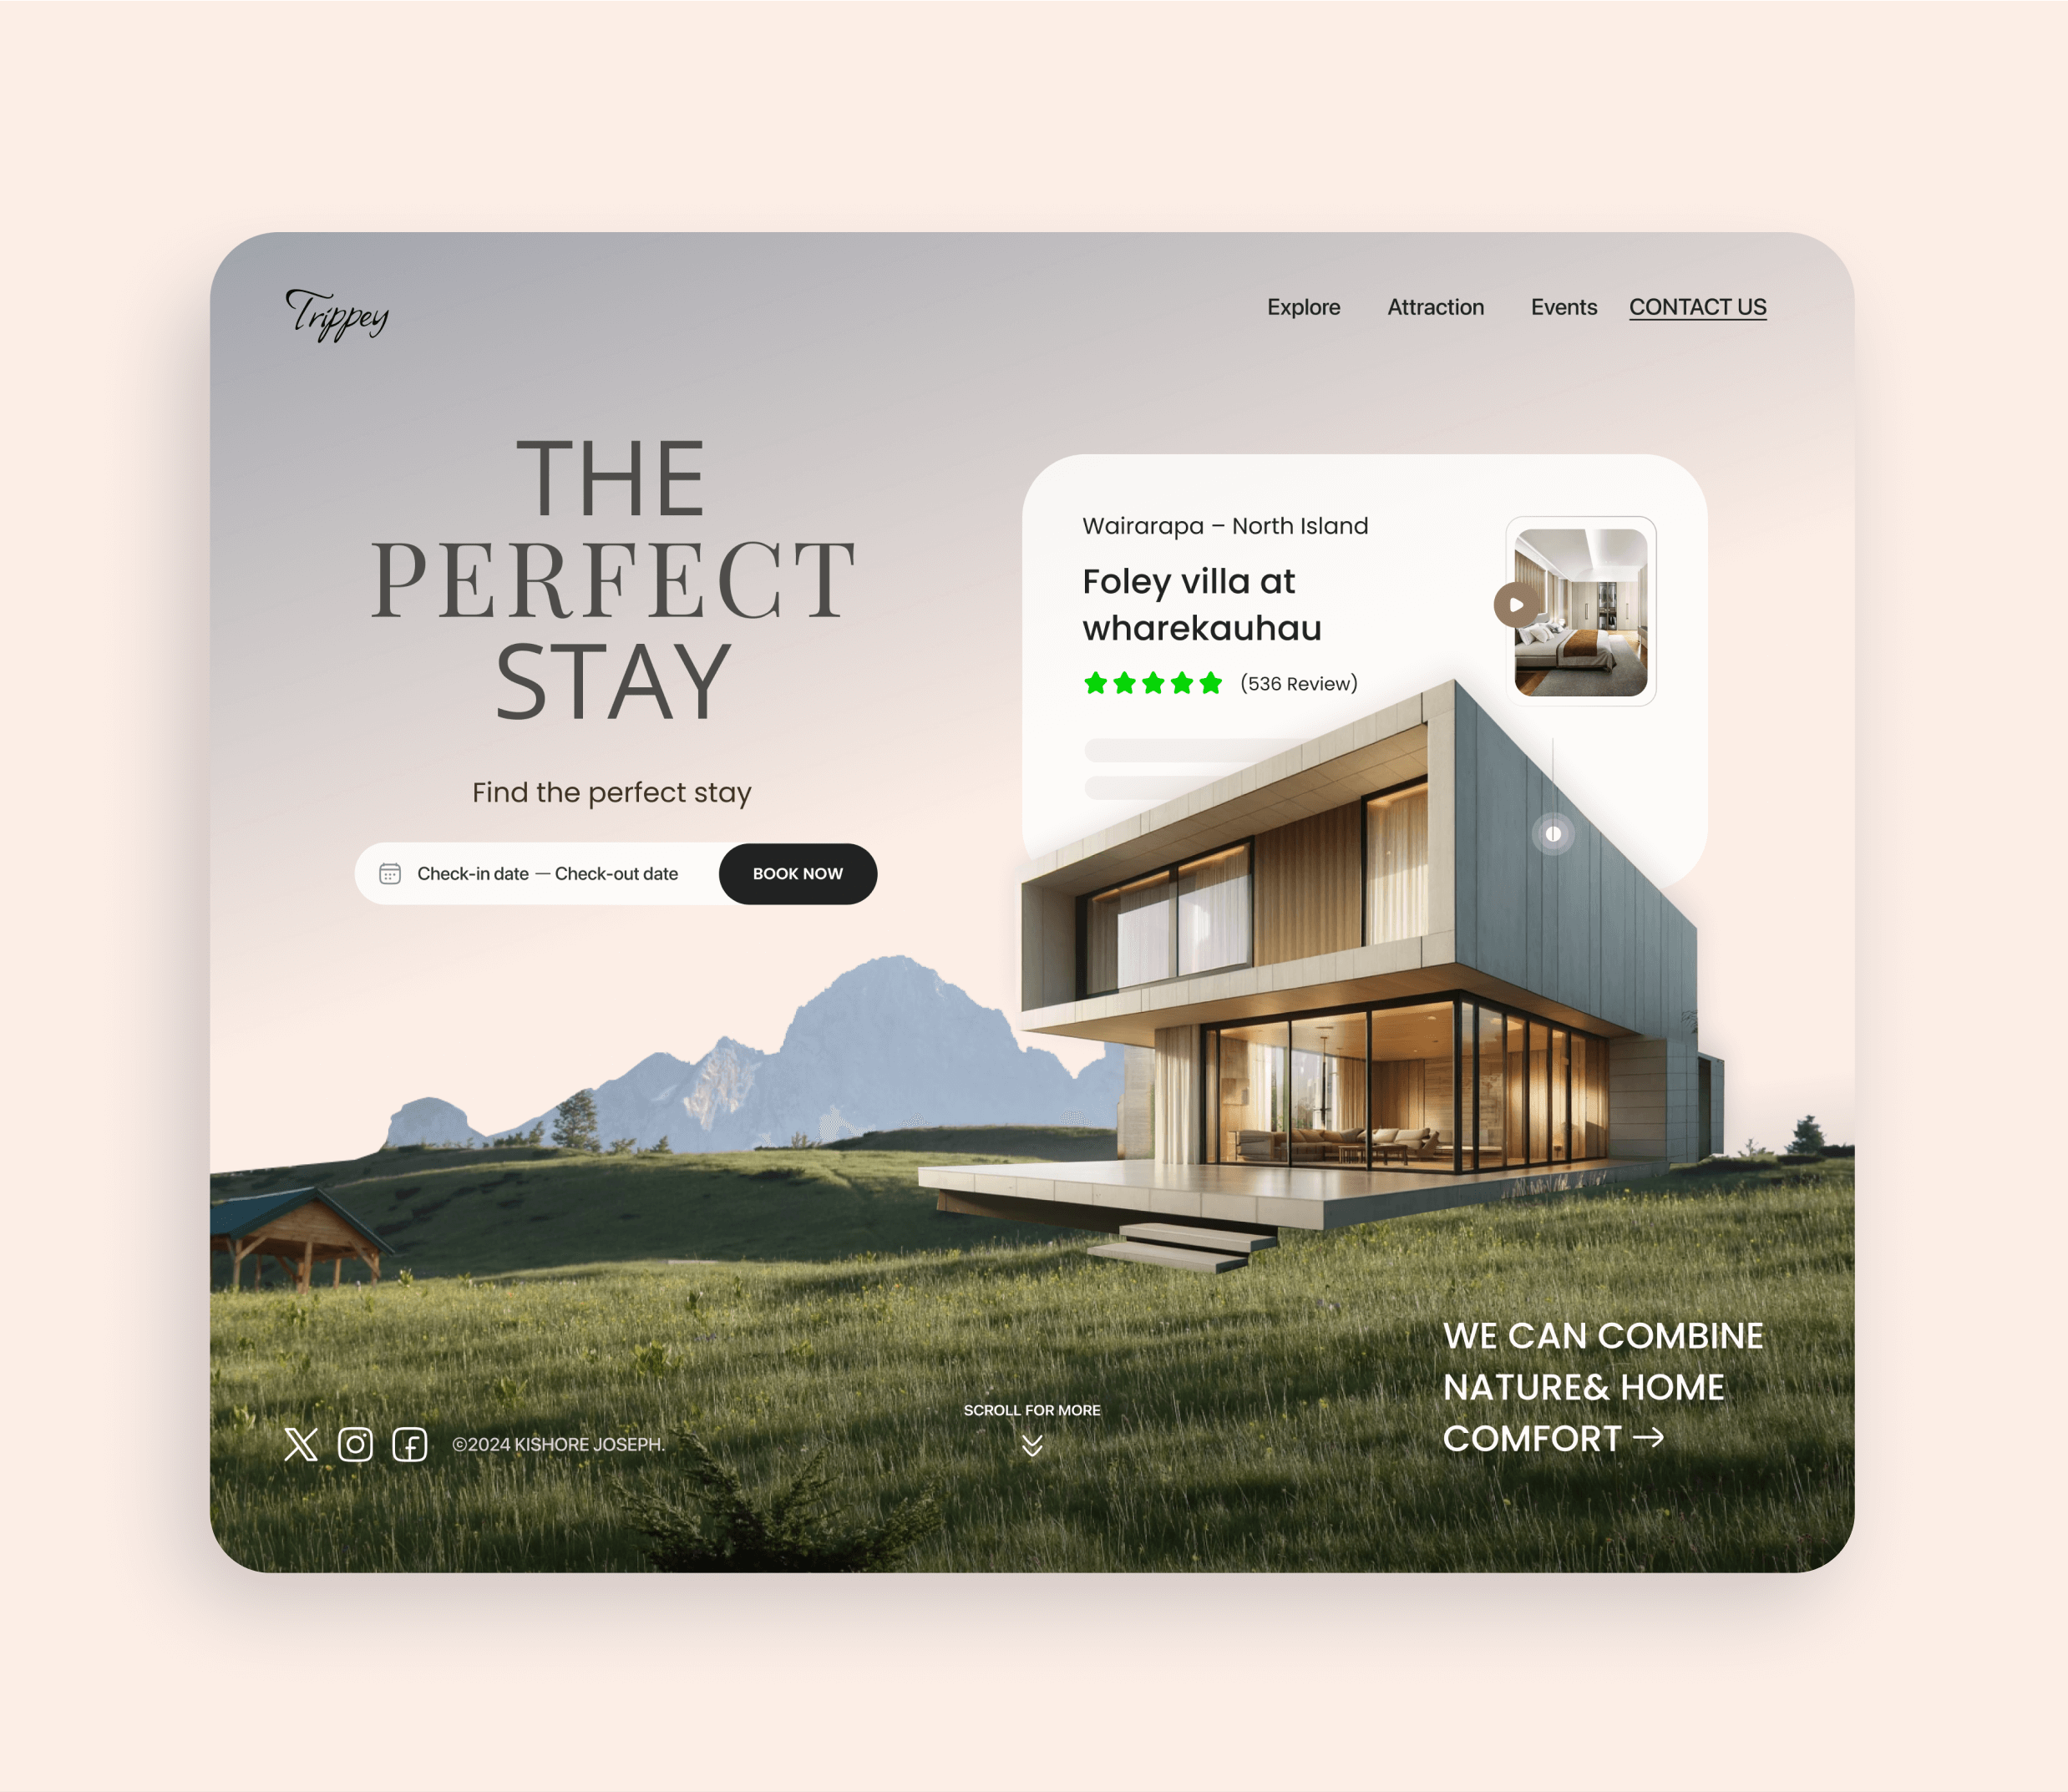 Trippey
Explore Attraction Events CONTACT US
THE
PERFECT
STAY
Find the perfect stay
Check-in date — Check-out date BOOK NOW
Wairarapa – North Island
Foley villa at
wharekauhau
(536 Review)
WE CAN COMBINE
NATURE& HOME
COMFORT →
SCROLL FOR MORE
©2024 KISHORE JOSEPH.